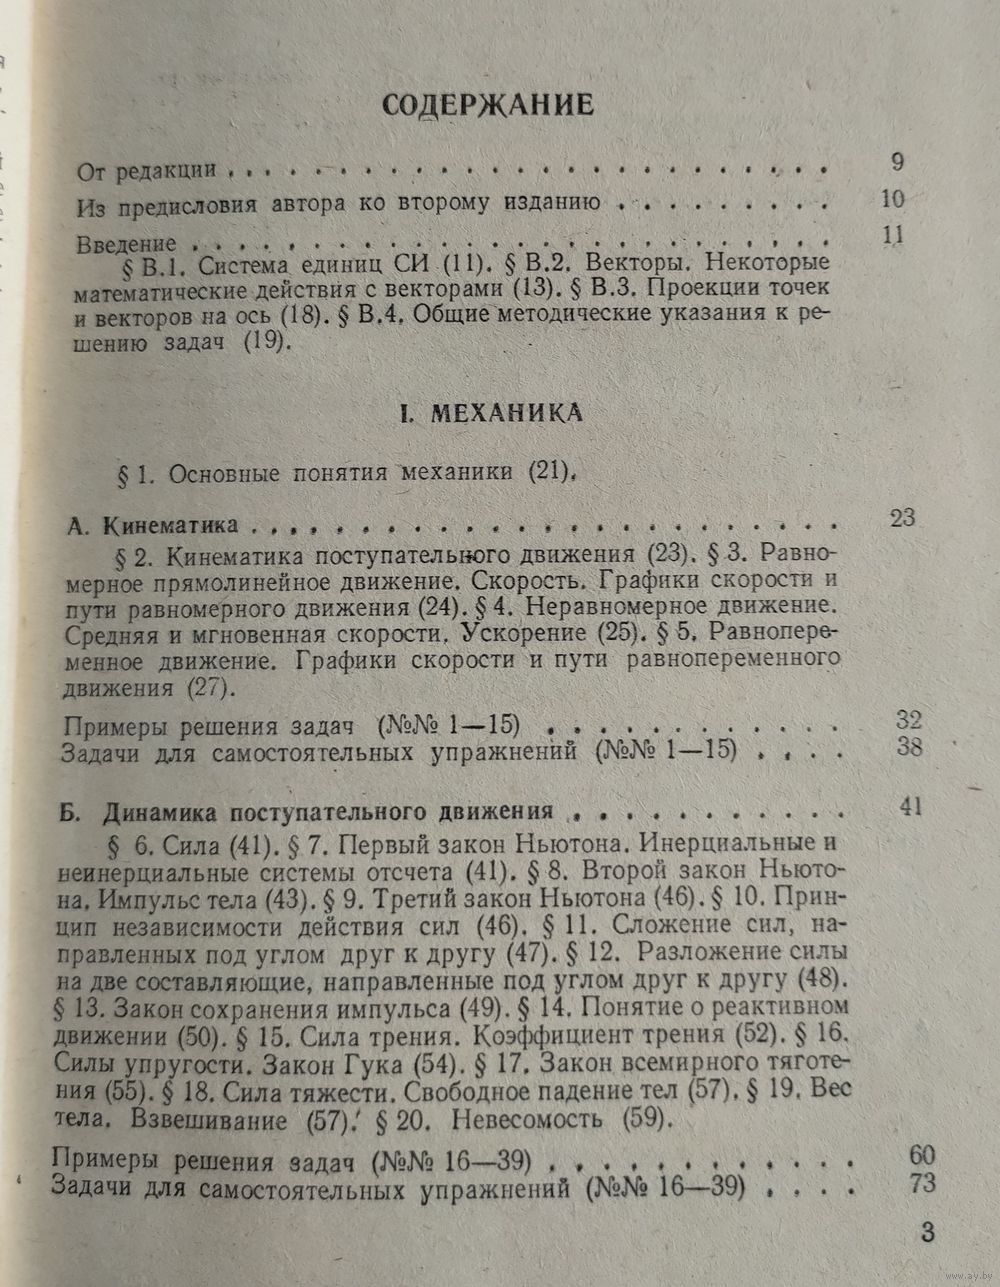 СОДЕРЖАНИЕ
От редакции . . . . . . . . . . . . . . . . . . . . . . . . 9
Из предисловия автора ко второму изданию . . . . . . . . . 10
Введение . . . . . . . . . . . . . . . . . . . . . . . . . . 11
§ В.1. Система единиц СИ (11). § В.2. Векторы. Некоторые
математические действия с векторами (13). § В.3. Проекции точек
и векторов на ось (18). § В.4. Общие методические указания к ре-
шению задач (19).
I. МЕХАНИКА
§ 1. Основные понятия механики (21).
А. Кинематика . . . . . . . . . . . . . . . . . . . . . . . 23
§ 2. Кинематика поступательного движения (23). § 3. Равно-
мерное прямолинейное движение. Скорость. Графики скорости и
пути равномерного движения (24). § 4. Неравномерное движение.
Средняя и мгновенная скорости. Ускорение (25). § 5. Равнопере-
менное движение. Графики скорости и пути равнопеременного
движения (27).
Примеры решения задач (№№ 1—15) . . . . . . . . . . . . 32
Задачи для самостоятельных упражнений (№№ 1—15) . . . . 38
Б. Динамика поступательного движения . . . . . . . . . . . 41
§ 6. Сила (41). § 7. Первый закон Ньютона. Инерциальные и
неинерциальные системы отсчета (41). § 8. Второй закон Ньюто-
на. Импульс тела (43). § 9. Третий закон Ньютона (46). § 10. Прин-
цип независимости действия сил (46). § 11. Сложение сил, на-
правленных под углом друг к другу (47). § 12. Разложение силы
на две составляющие, направленные под углом друг к другу (48).
§ 13. Закон сохранения импульса (49). § 14. Понятие о реактивном
движении (50). § 15. Сила трения. Коэффициент трения (52). § 16.
Силы упругости. Закон Гука (54). § 17. Закон всемирного тяготе-
ния (55). § 18. Сила тяжести. Свободное падение тел (57). § 19. Вес
тела. Взвешивание (57). § 20. Невесомость (59).
Примеры решения задач (№№ 16—39) . . . . . . . . . . . . 60
Задачи для самостоятельных упражнений (№№ 16—39) . . . . 73
3
www.ay.by